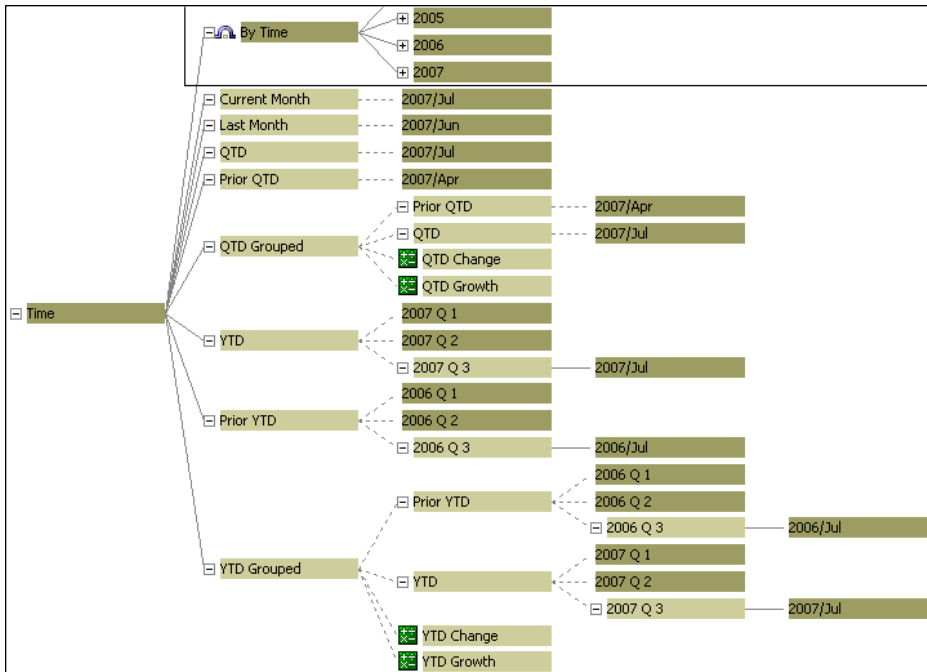 2005
By Time
2006
2007
Current Month
2007/Jul
Last Month
2007/Jun
QTD
2007/Jul
Prior QTD
2007/Apr
Prior QTD
2007/Apr
QTD
2007/Jul
QTD Grouped
QTD Change
QTD Growth
Time
2007 Q 1
YTD
2007 Q 2
2007 Q 3
2007/Jul
2006 Q 1
Prior YTD
2006 Q 2
2006 Q 3
2006/Jul
2006 Q 1
Prior YTD
2006 Q 2
2006 Q 3
2006/Jul
2007 Q 1
YTD Grouped
YTD
2007 Q 2
2007 Q 3
2007/Jul
YTD Change
YTD Growth